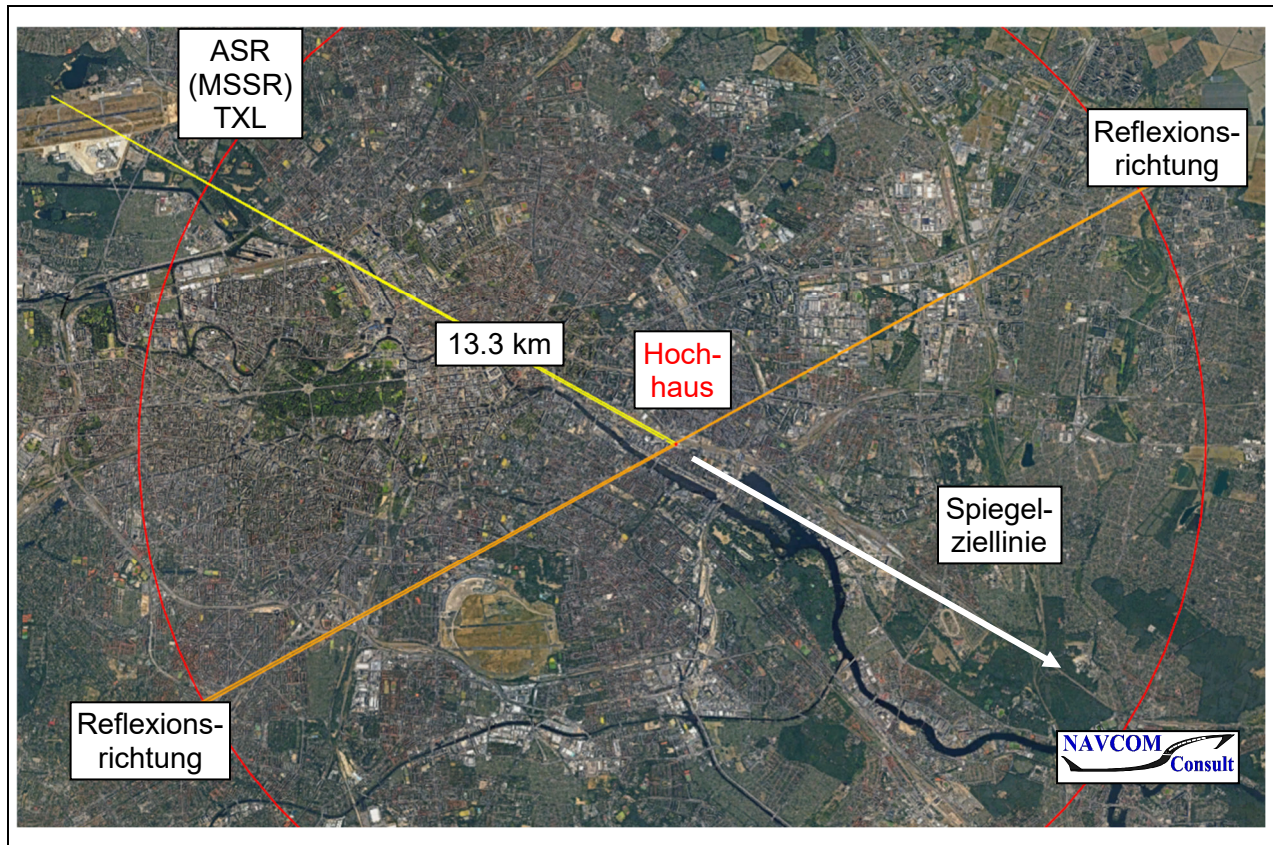 ASR
(MSSR)
TXL
Reflexions-
richtung
13.3 km
Hoch-
haus
Spiegel-
ziellinie
Reflexions-
richtung
NAVCOM
Consult